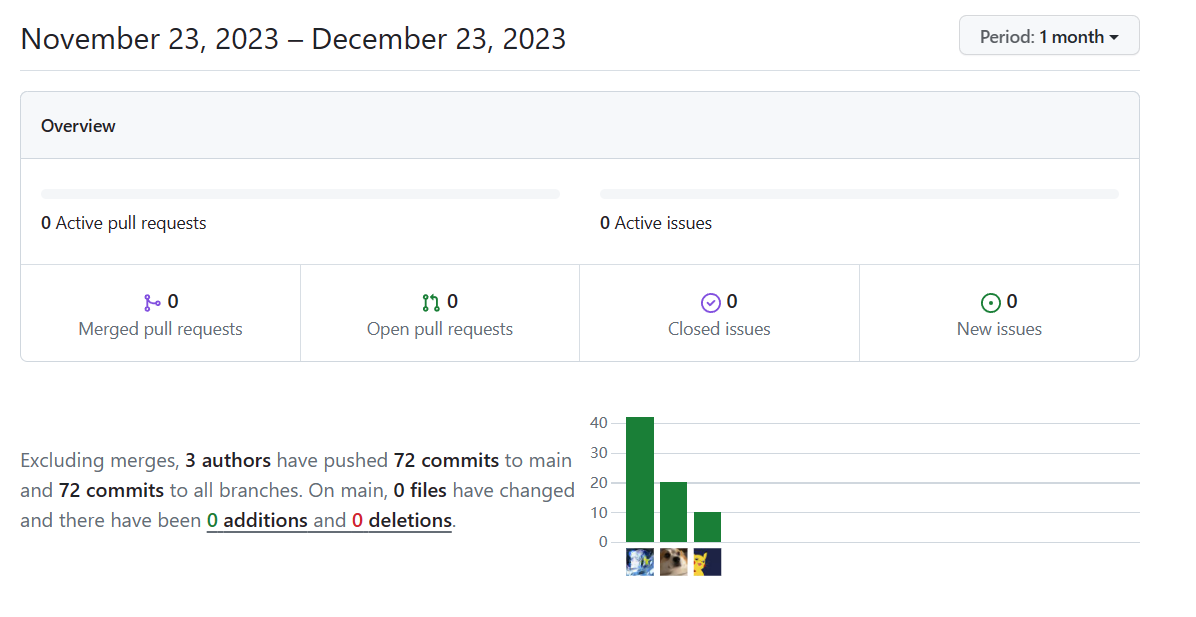 November 23, 2023 – December 23, 2023
Period: 1 month
Overview
0 Active pull requests
0 Active issues
0
Merged pull requests
0
Open pull requests
0
Closed issues
0
New issues
Excluding merges, 3 authors have pushed 72 commits to main
and 72 commits to all branches. On main, 0 files have changed
and there have been 0 additions and 0 deletions.
40
30
20
10
0